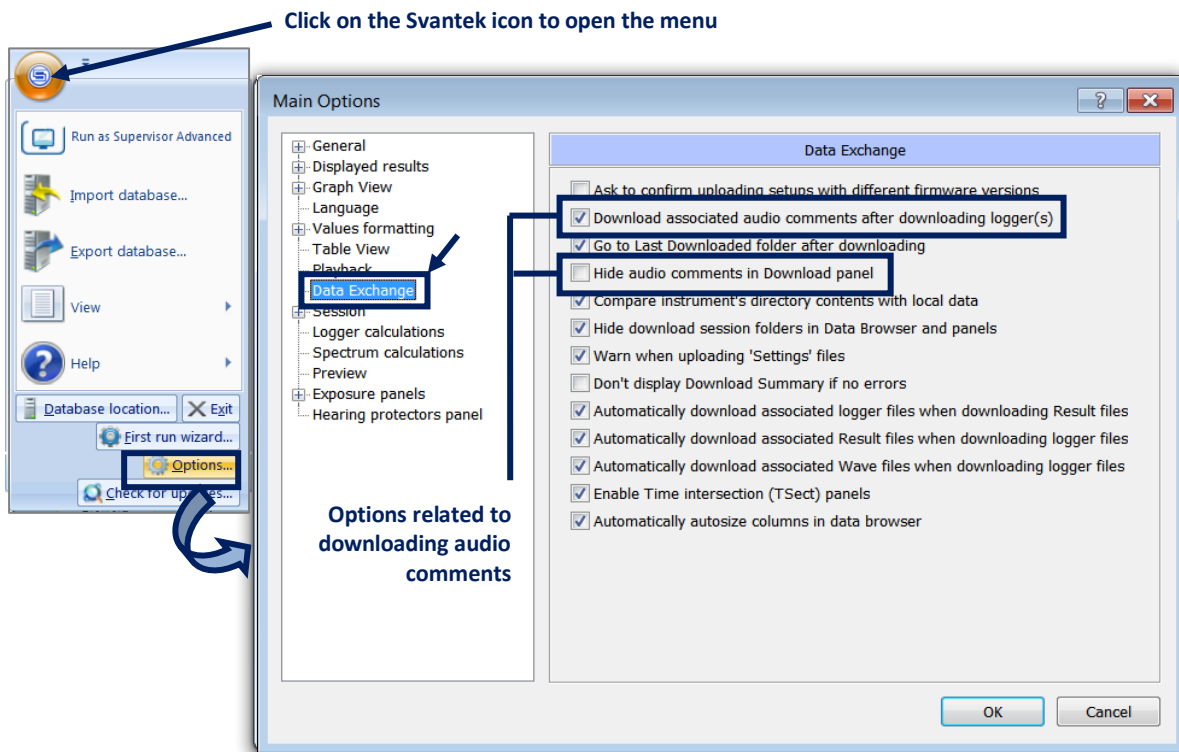 Click on the Svantek icon to open the menu
Run as Supervisor Advanced
Import database...
Export database...
View
Help
Database location...
Exit
First run wizard...
Options...
Check for updates...
Main Options
General
Displayed results
Graph View
Language
Values formatting
Table View
Playback
Data Exchange
Session
Logger calculations
Spectrum calculations
Preview
Exposure panels
Hearing protectors panel
Data Exchange
Ask to confirm uploading setups with different firmware versions
Download associated audio comments after downloading logger(s)
Go to Last Downloaded folder after downloading
Hide audio comments in Download panel
Compare instrument's directory contents with local data
Hide download session folders in Data Browser and panels
Warn when uploading 'Settings' files
Don't display Download Summary if no errors
Automatically download associated logger files when downloading Result files
Automatically download associated Result files when downloading logger files
Automatically download associated Wave files when downloading logger files
Enable Time intersection (TSect) panels
Automatically autosize columns in data browser
Options related to
downloading audio
comments
OK
Cancel